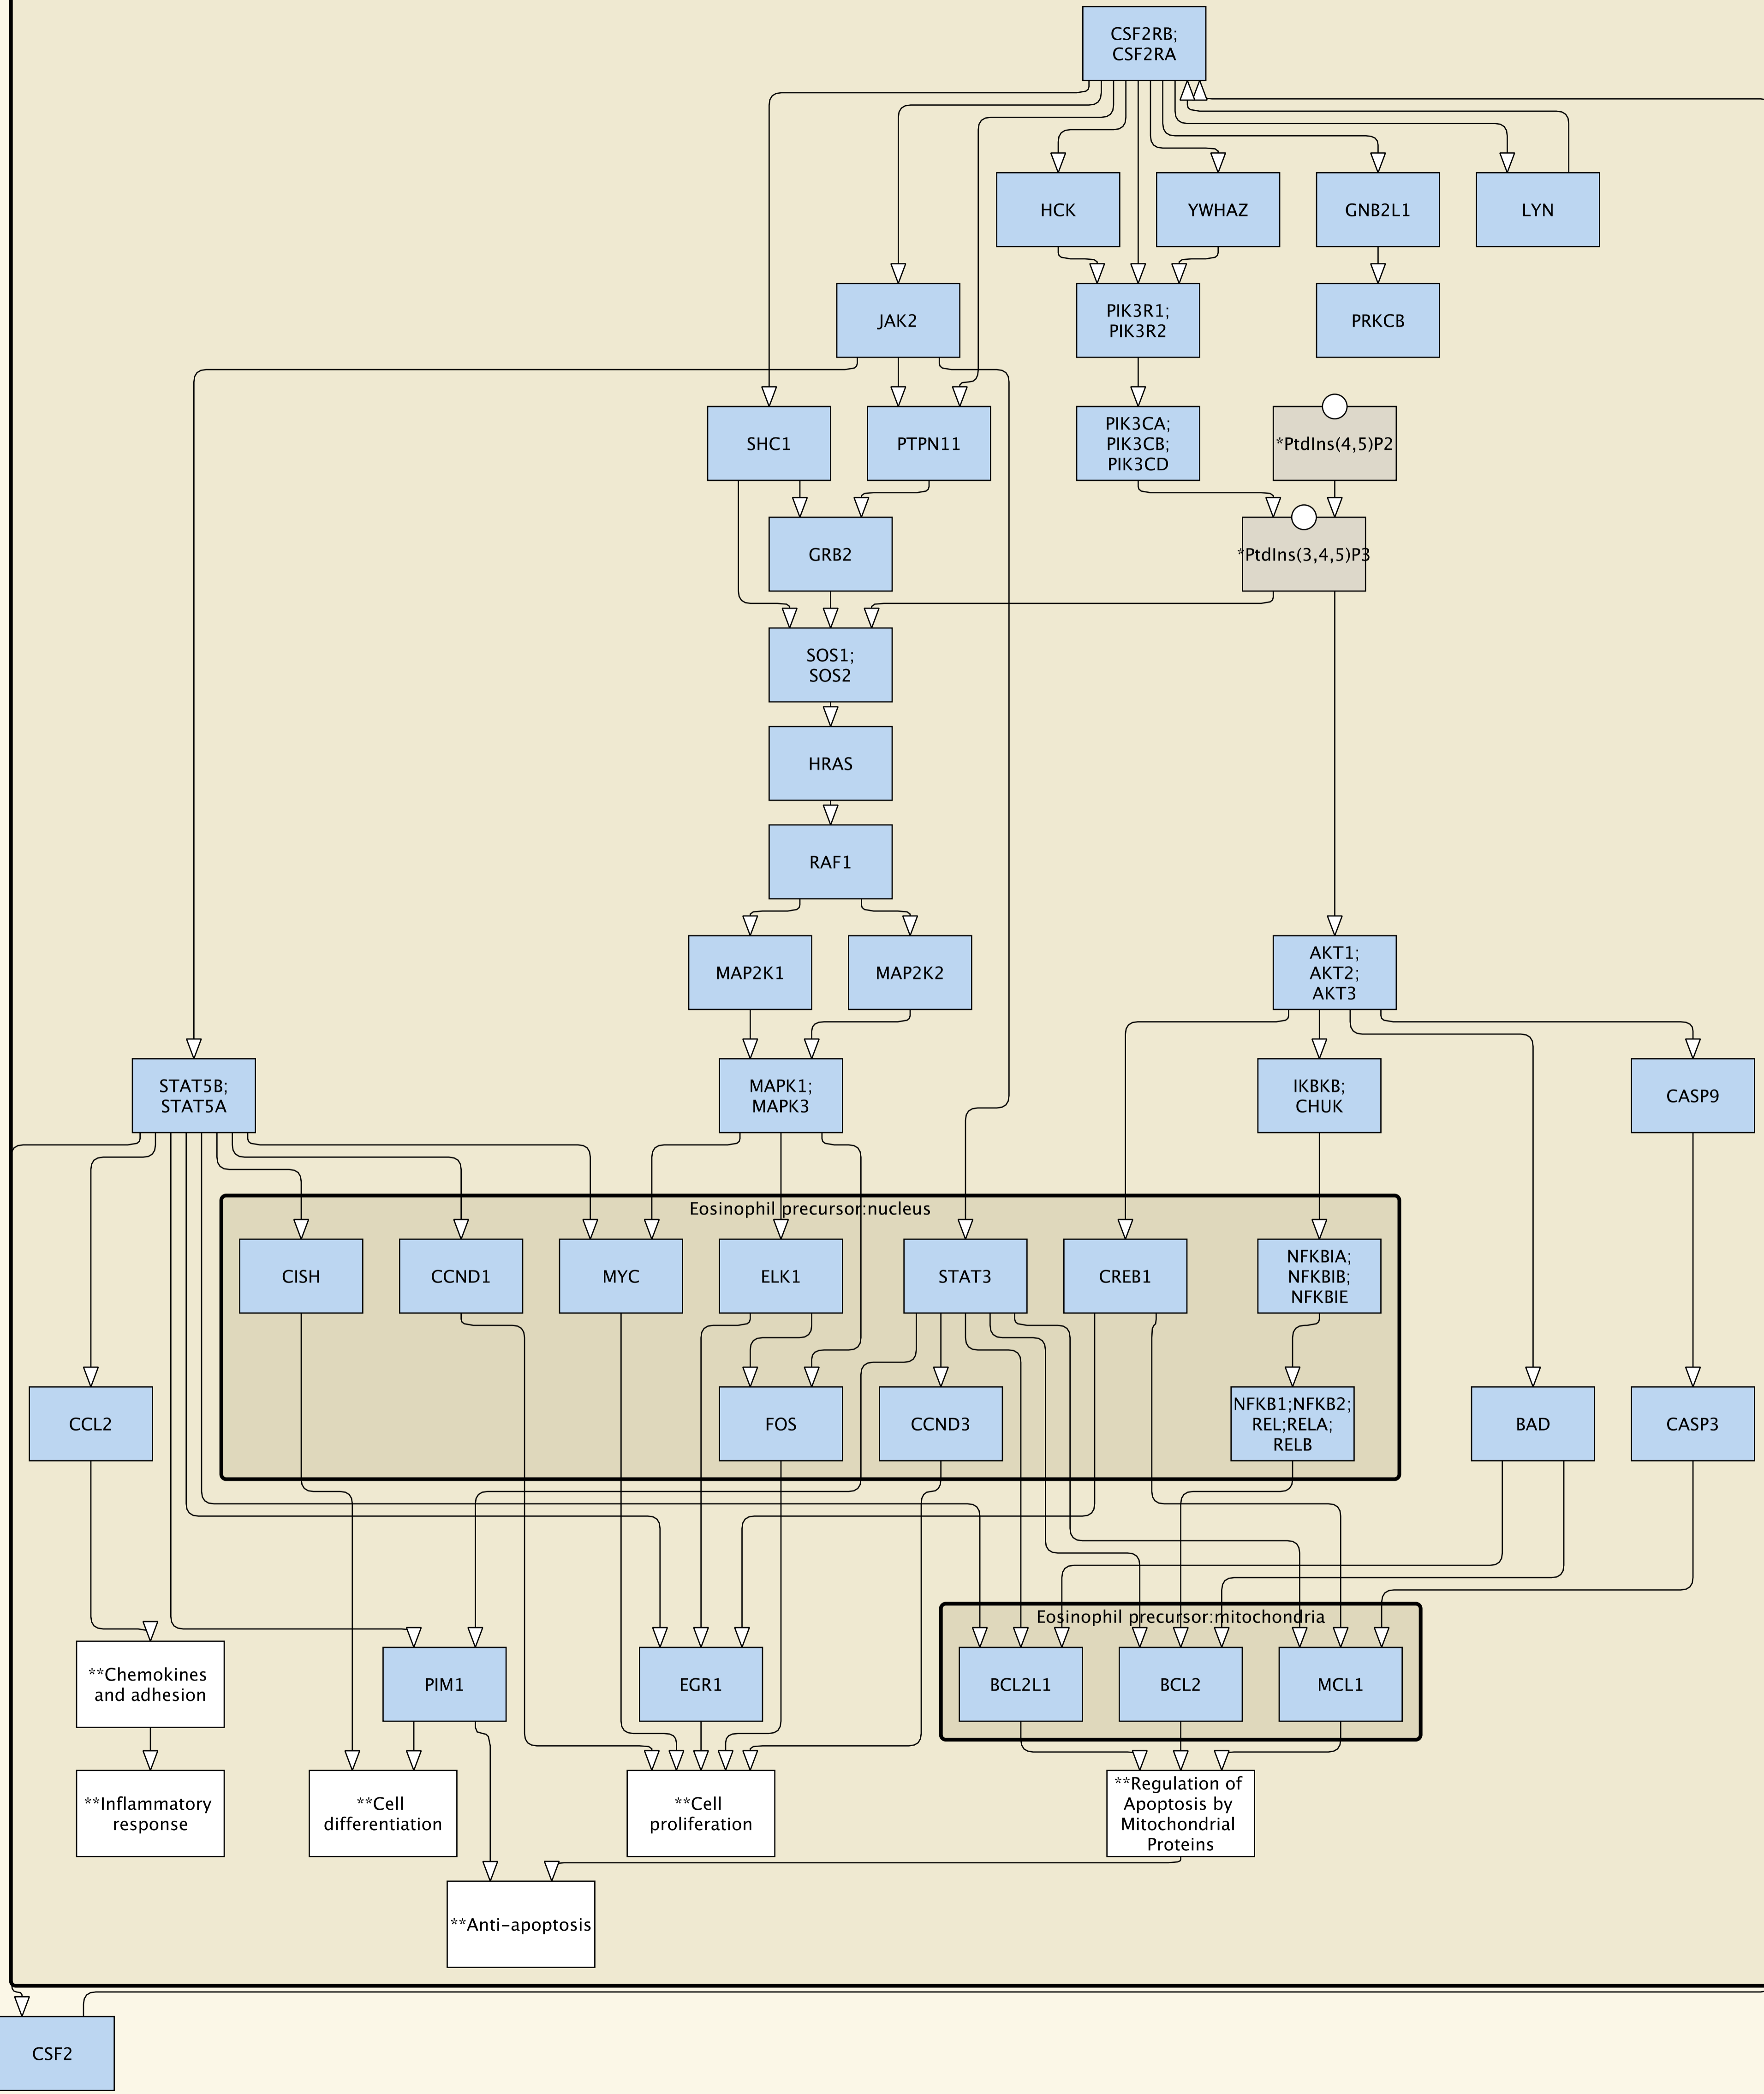 CSF2RB;
CSF2RA
HCK
YWHAZ
GNB2L1
LYN
JAK2
PIK3R1;
PIK3R2
PRKCB
SHC1
PTPN11
PIK3CA;
PIK3CB;
PIK3CD
*PtdIns(4,5)P2
GRB2
*PtdIns(3,4,5)P3
SOS1;
SOS2
HRAS
RAF1
MAP2K1
MAP2K2
AKT1;
AKT2;
AKT3
STAT5B;
STAT5A
MAPK1;
MAPK3
IKBKB;
CHUK
CASP9
Eosinophil precursor:nucleus
CISH
CCND1
MYC
ELK1
STAT3
CREB1
NFKBIA;
NFKBIB;
NFKBIE
CCL2
FOS
CCND3
NFKB1;NFKB2;
REL;RELA;
RELB
BAD
CASP3
Eosinophil precursor:mitochondria
**Chemokines
and adhesion
PIM1
EGR1
BCL2L1
BCL2
MCL1
**Inflammatory
response
**Cell
differentiation
**Cell
proliferation
**Regulation of
Apoptosis by
Mitochondrial
Proteins
**Anti-apoptosis
CSF2